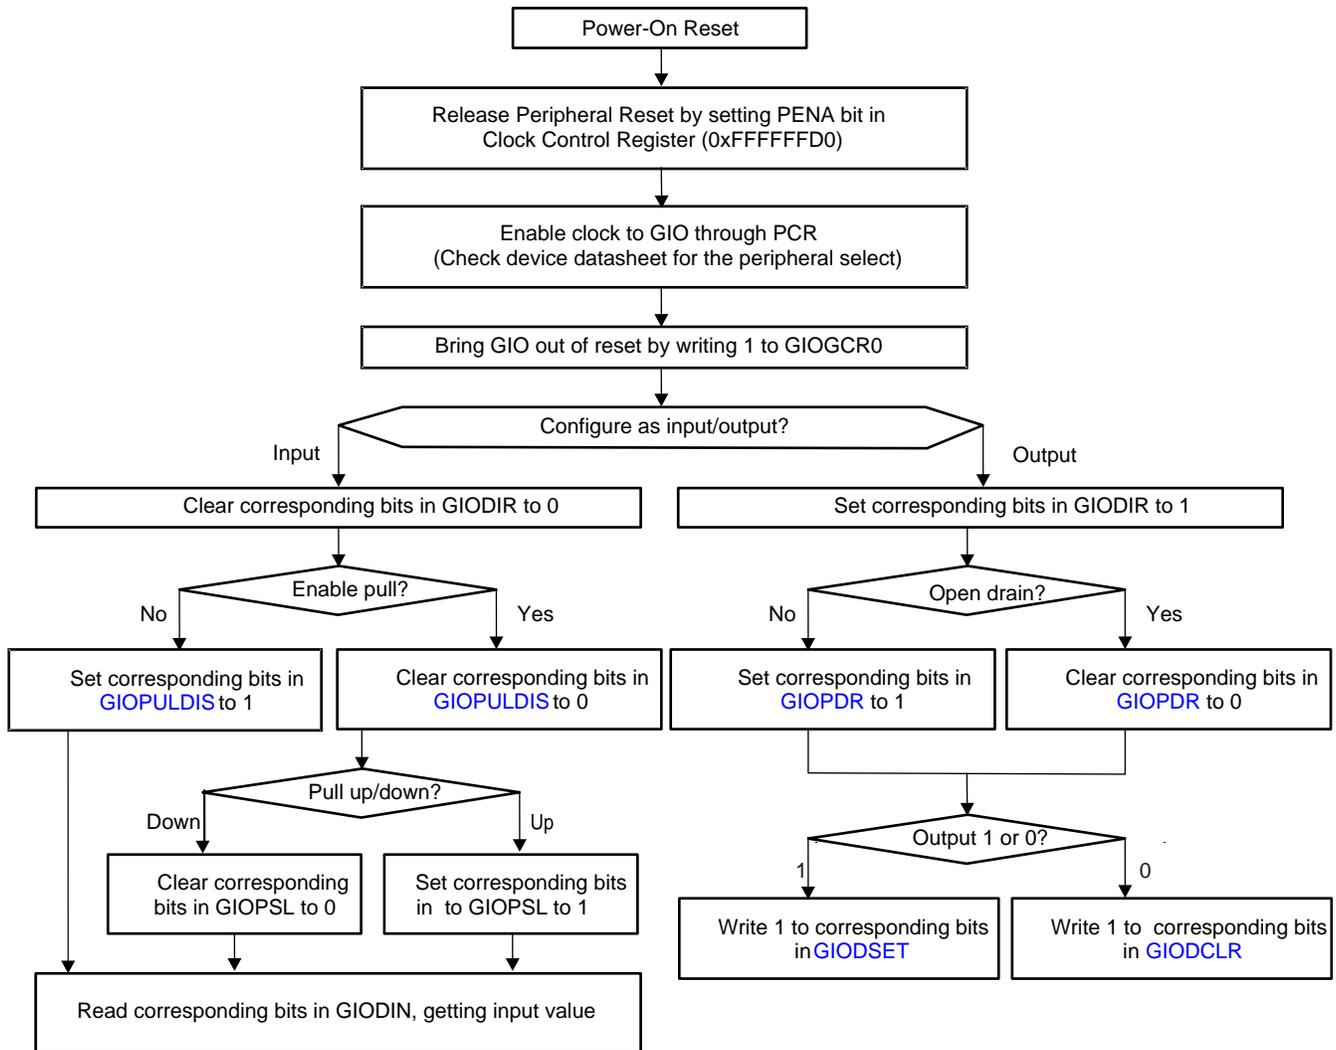 Power-On Reset
Release Peripheral Reset by setting PENA bit in
Clock Control Register (0xFFFFFFD0)
Enable clock to GIO through PCR
(Check device datasheet for the peripheral select)
Bring GIO out of reset by writing 1 to GIOGCR0
Configure as input/output?
Input
Output
Clear corresponding bits in GIODIR to 0
Set corresponding bits in GIODIR to 1
Enable pull?
Open drain?
No
Yes
No
Yes
Set corresponding bits in
GIOPULDIS to 1
Clear corresponding bits in
GIOPULDIS to 0
Set corresponding bits in
GIOPDR to 1
Clear corresponding bits in
GIOPDR to 0
Pull up/down?
Down
Up
Output 1 or 0?
1
0
Clear corresponding
bits in GIOPSL to 0
Set corresponding bits
in to GIOPSL to 1
Write 1 to corresponding bits
in GIODSET
Write 1 to corresponding bits
in GIODCLR
Read corresponding bits in GIODIN, getting input value